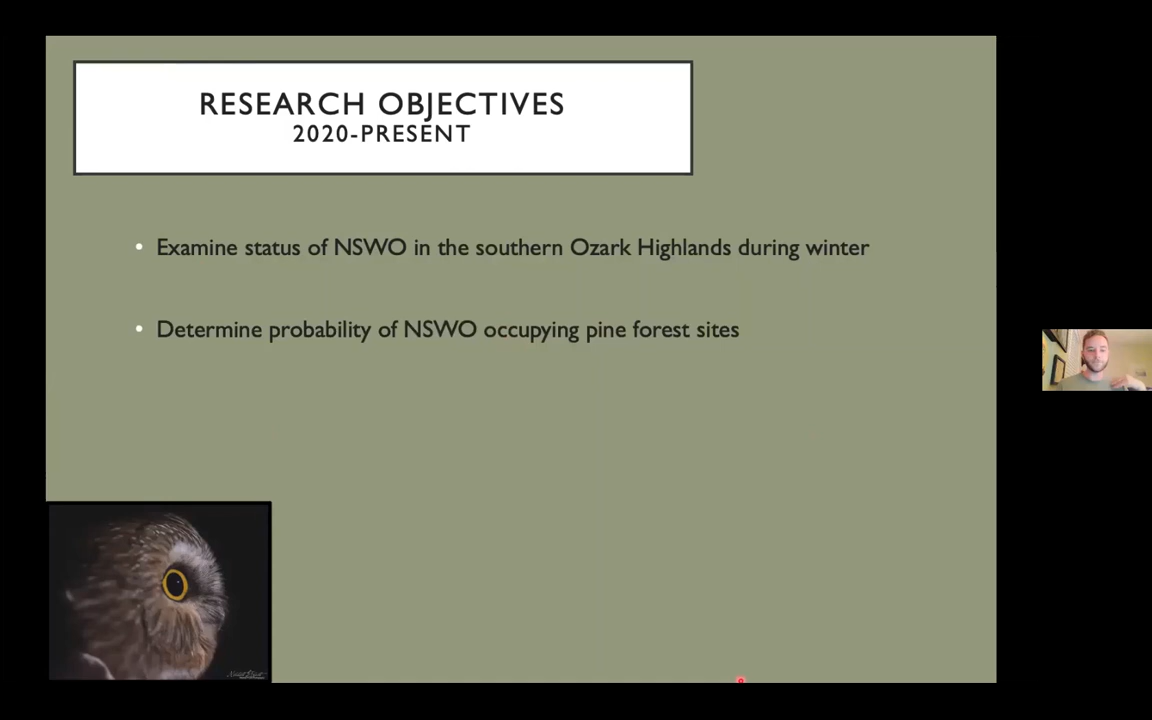 RESEARCH OBJECTIVES
2020-PRESENT
• Examine status of NSWO in the southern Ozark Highlands during winter
• Determine probability of NSWO occupying pine forest sites